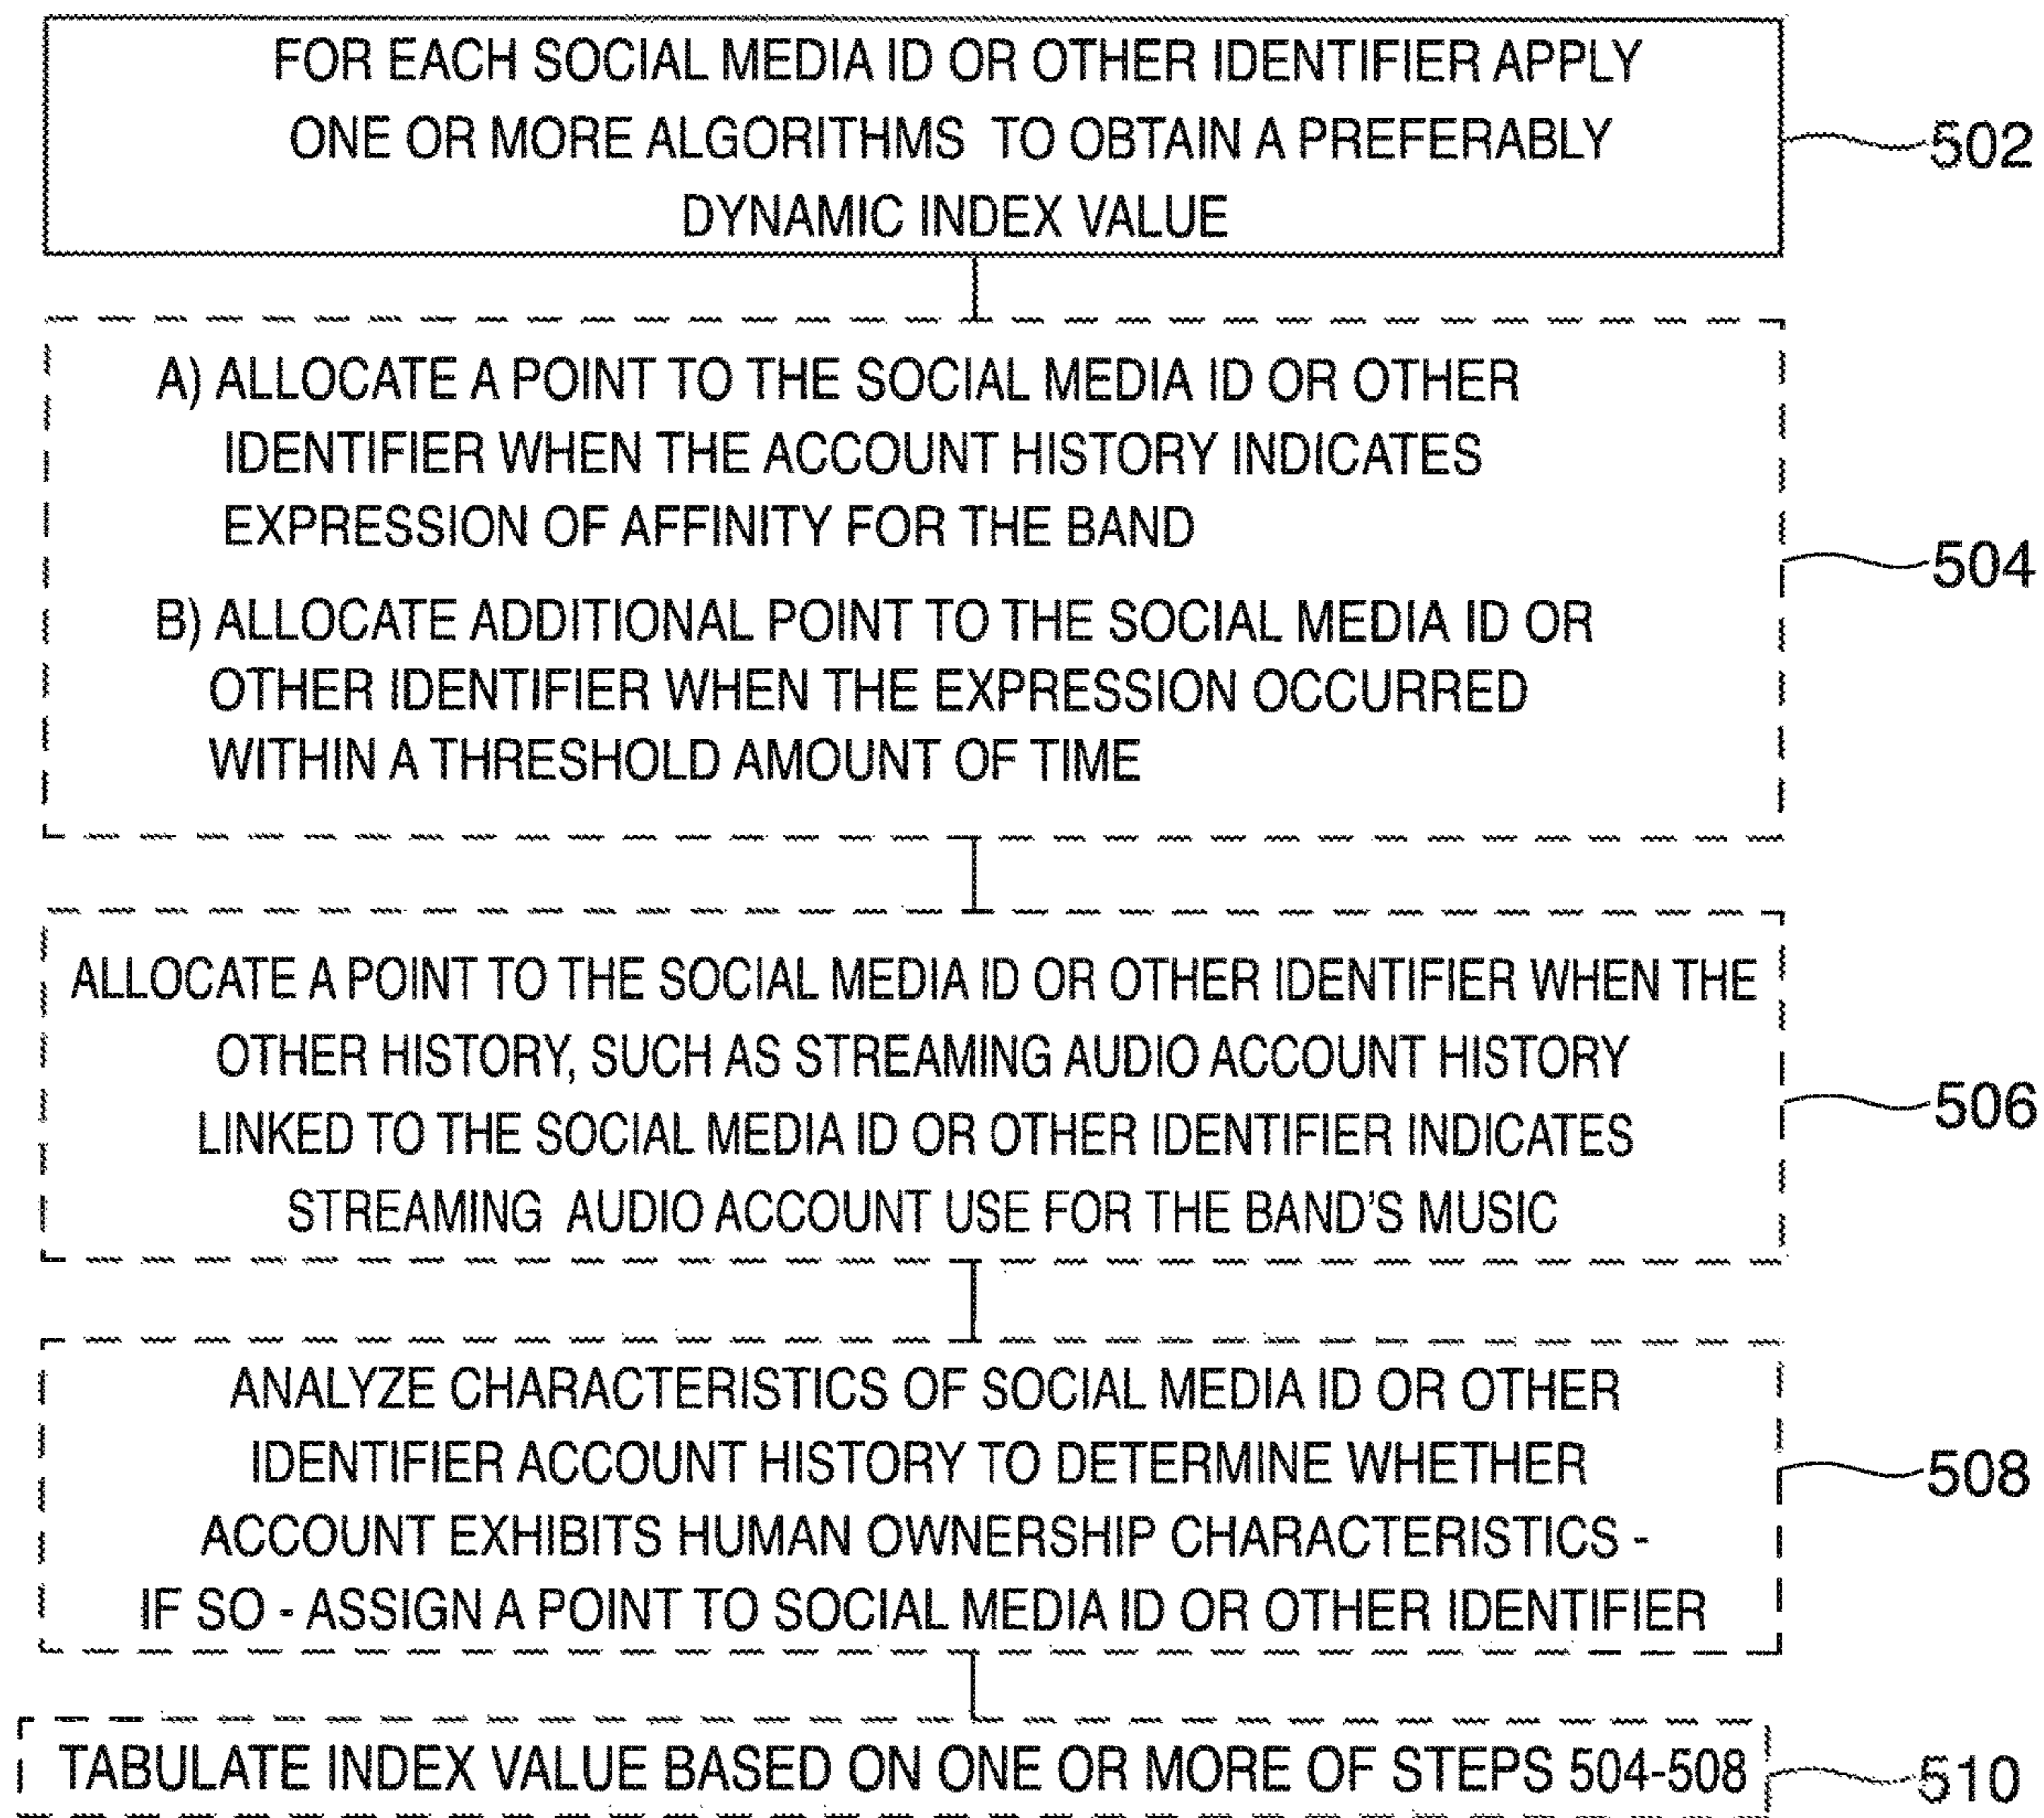 FOR EACH SOCIAL MEDIA ID OR OTHER IDENTIFIER APPLY
ONE OR MORE ALGORITHMS TO OBTAIN A PREFERABLY
DYNAMIC INDEX VALUE
502
A) ALLOCATE A POINT TO THE SOCIAL MEDIA ID OR OTHER
IDENTIFIER WHEN THE ACCOUNT HISTORY INDICATES
EXPRESSION OF AFFINITY FOR THE BAND
B) ALLOCATE ADDITIONAL POINT TO THE SOCIAL MEDIA ID OR
OTHER IDENTIFIER WHEN THE EXPRESSION OCCURRED
WITHIN A THRESHOLD AMOUNT OF TIME
504
ALLOCATE A POINT TO THE SOCIAL MEDIA ID OR OTHER IDENTIFIER WHEN THE
OTHER HISTORY, SUCH AS STREAMING AUDIO ACCOUNT HISTORY
LINKED TO THE SOCIAL MEDIA ID OR OTHER IDENTIFIER INDICATES
STREAMING AUDIO ACCOUNT USE FOR THE BAND'S MUSIC
506
ANALYZE CHARACTERISTICS OF SOCIAL MEDIA ID OR OTHER
IDENTIFIER ACCOUNT HISTORY TO DETERMINE WHETHER
ACCOUNT EXHIBITS HUMAN OWNERSHIP CHARACTERISTICS -
IF SO - ASSIGN A POINT TO SOCIAL MEDIA ID OR OTHER IDENTIFIER
508
TABULATE INDEX VALUE BASED ON ONE OR MORE OF STEPS 504-508
510